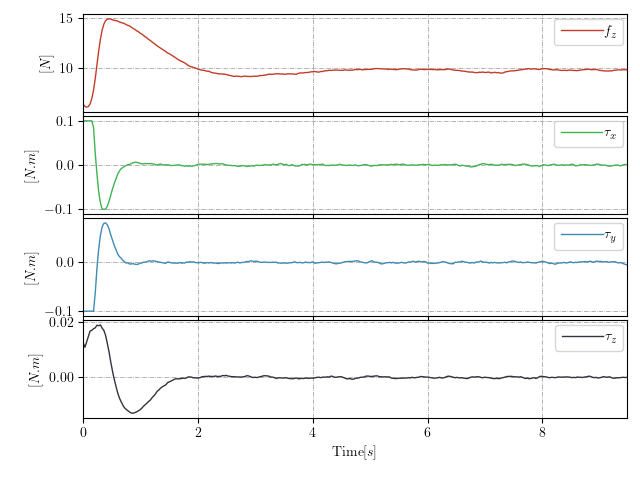 15
10
[N]
f_z
0.1
0.0
−0.1
[N.m]
τ_x
0.0
−0.1
[N.m]
τ_y
0.02
0.00
[N.m]
τ_z
0 2 4 6 8
Time[s]